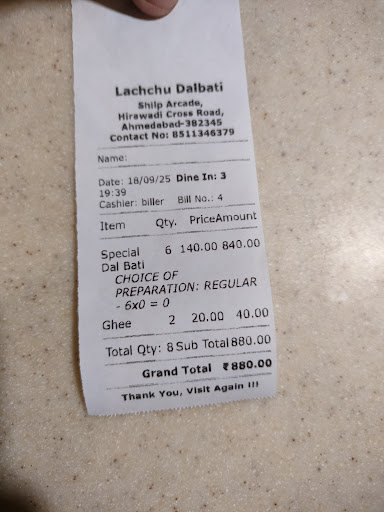 Lachchu Dalbati
Shilp Arcade,
Hirawadi Cross Road,
Ahmedabad-382345
Contact No: 8511346379
Name:
Date: 18/09/25 Dine In: 3
19:39
Cashier: biller Bill No.: 4
Item Qty. PriceAmount
Special 6 140.00 840.00
Dal Bati
CHOICE OF
PREPARATION: REGULAR
- 6x0 = 0
Ghee 2 20.00 40.00
Total Qty: 8 Sub Total 880.00
Grand Total ₹880.00
Thank You, Visit Again !!!